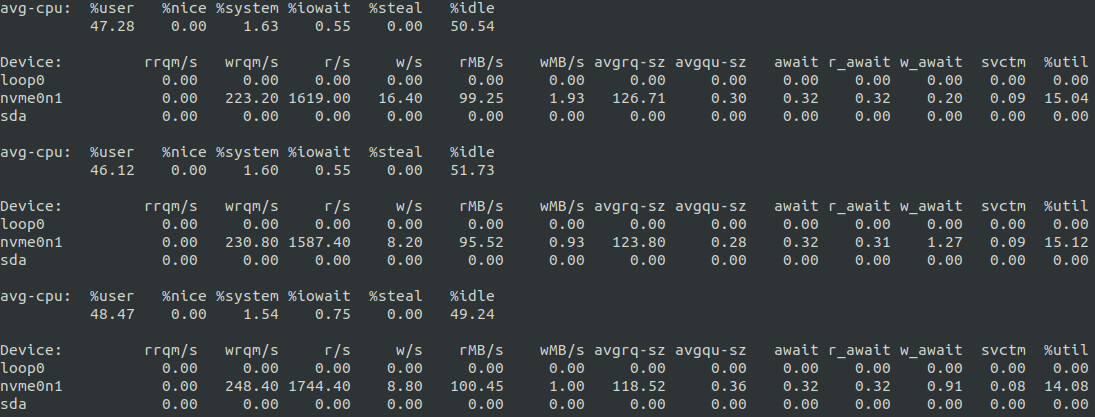 avg-cpu:  %user   %nice %system %iowait  %steal   %idle
          47.28    0.00    1.63    0.55    0.00   50.54
Device:         rrqm/s   wrqm/s     r/s     w/s    rMB/s    wMB/s avgrq-sz avgqu-sz   await r_await w_await  svctm  %util
loop0             0.00     0.00    0.00    0.00     0.00     0.00     0.00     0.00    0.00    0.00    0.00   0.00   0.00
nvme0n1           0.00   223.20 1619.00   16.40    99.25     1.93   126.71     0.30    0.32    0.32    0.20   0.09  15.04
sda               0.00     0.00    0.00    0.00     0.00     0.00     0.00     0.00    0.00    0.00    0.00   0.00   0.00
avg-cpu:  %user   %nice %system %iowait  %steal   %idle
          46.12    0.00    1.60    0.55    0.00   51.73
Device:         rrqm/s   wrqm/s     r/s     w/s    rMB/s    wMB/s avgrq-sz avgqu-sz   await r_await w_await  svctm  %util
loop0             0.00     0.00    0.00    0.00     0.00     0.00     0.00     0.00    0.00    0.00    0.00   0.00   0.00
nvme0n1           0.00   230.80 1587.40    8.20    95.52     0.93   123.80     0.28    0.32    0.31    1.27   0.09  15.12
sda               0.00     0.00    0.00    0.00     0.00     0.00     0.00     0.00    0.00    0.00    0.00   0.00   0.00
avg-cpu:  %user   %nice %system %iowait  %steal   %idle
          48.47    0.00    1.54    0.75    0.00   49.24
Device:         rrqm/s   wrqm/s     r/s     w/s    rMB/s    wMB/s avgrq-sz avgqu-sz   await r_await w_await  svctm  %util
loop0             0.00     0.00    0.00    0.00     0.00     0.00     0.00     0.00    0.00    0.00    0.00   0.00   0.00
nvme0n1           0.00   248.40 1744.40    8.80   100.45     1.00   118.52     0.36    0.32    0.32    0.91   0.08  14.08
sda               0.00     0.00    0.00    0.00     0.00     0.00     0.00     0.00    0.00    0.00    0.00   0.00   0.00